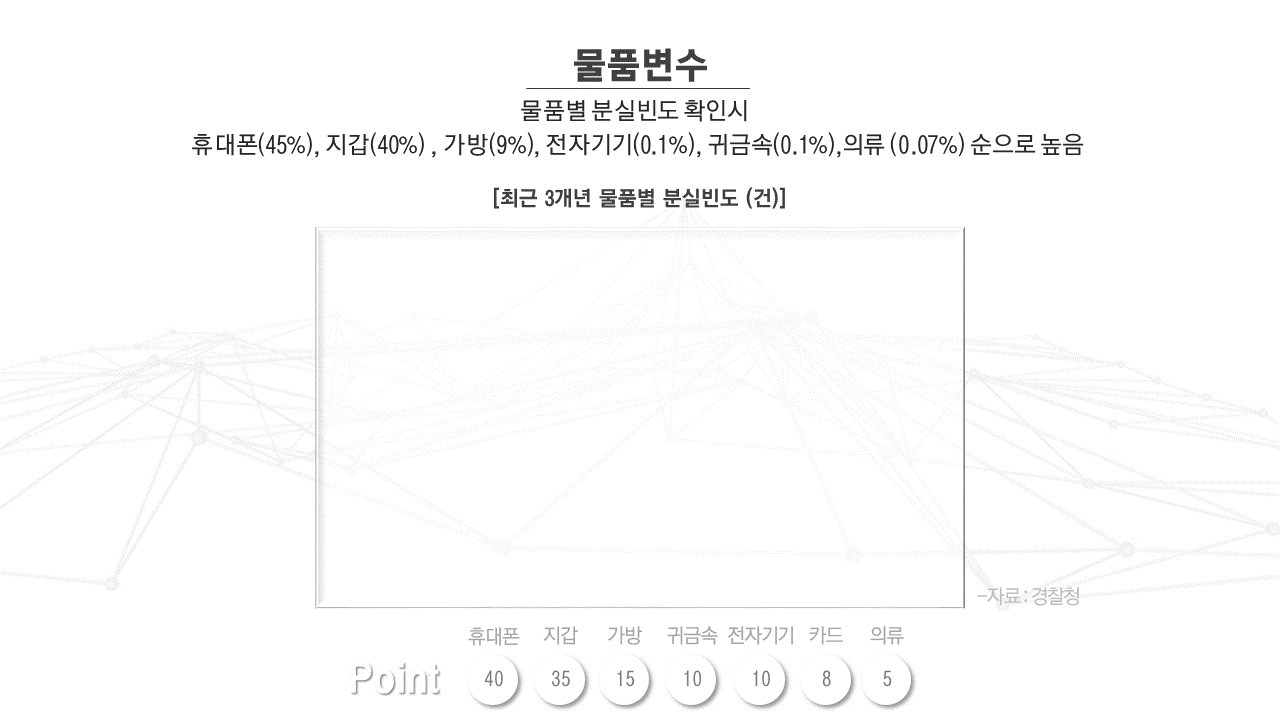 물품변수
물품별 분실빈도 확인시
휴대폰(45%), 지갑(40%) , 가방(9%), 전자기기(0.1%), 귀금속(0.1%),의류 (0.07%) 순으로 높음
[최근 3개년 물품별 분실빈도 (건)]
-자료 : 경찰청
휴대폰 지갑 가방 귀금속 전자기기 카드 의류
Point 40 35 15 10 10 8 5